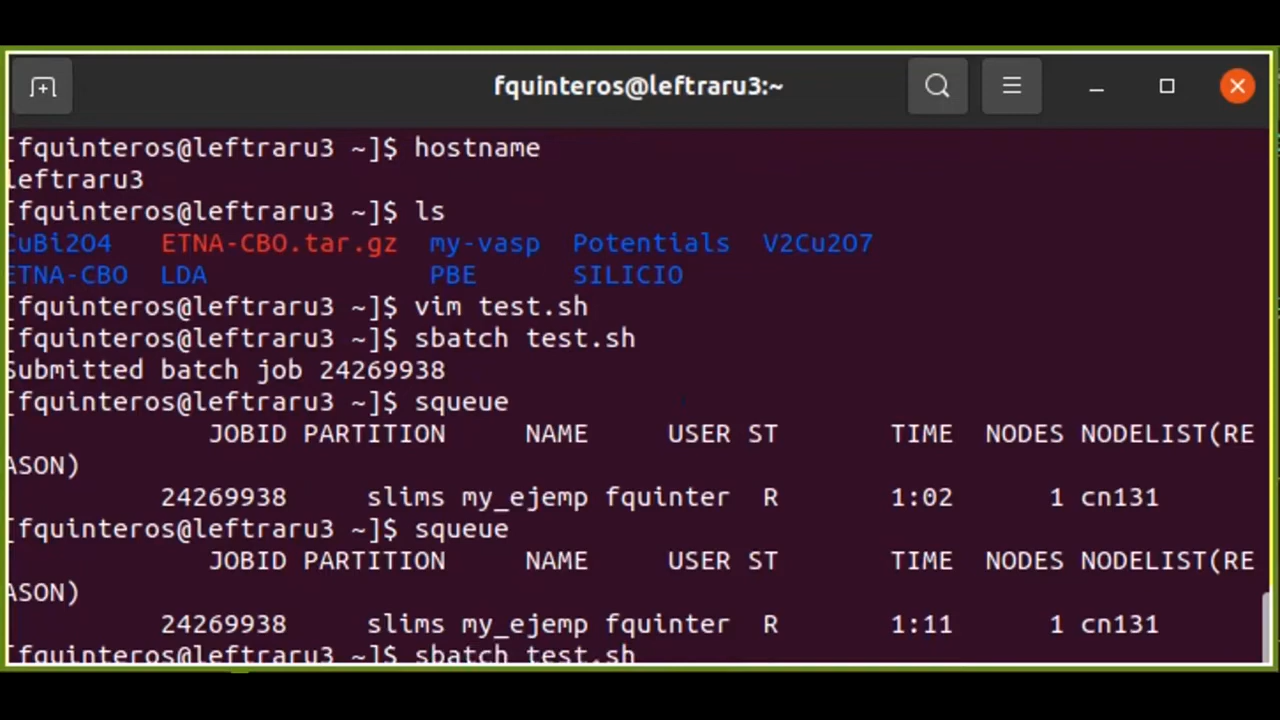 fquinteros@leftraru3:~
[fquinteros@leftraru3 ~]$ hostname
leftraru3
[fquinteros@leftraru3 ~]$ ls
CuBi2O4 ETNA-CBO.tar.gz my-vasp Potentials V2Cu2O7
ETNA-CBO LDA PBE SILICIO
[fquinteros@leftraru3 ~]$ vim test.sh
[fquinteros@leftraru3 ~]$ sbatch test.sh
Submitted batch job 24269938
[fquinteros@leftraru3 ~]$ squeue
JOBID PARTITION NAME USER ST TIME NODES NODELIST(RE
ASON)
24269938 slims my_ejemp fquinter R 1:02 1 cn131
[fquinteros@leftraru3 ~]$ squeue
JOBID PARTITION NAME USER ST TIME NODES NODELIST(RE
ASON)
24269938 slims my_ejemp fquinter R 1:11 1 cn131
[fquinteros@leftraru3 ~]$ sbatch test.sh